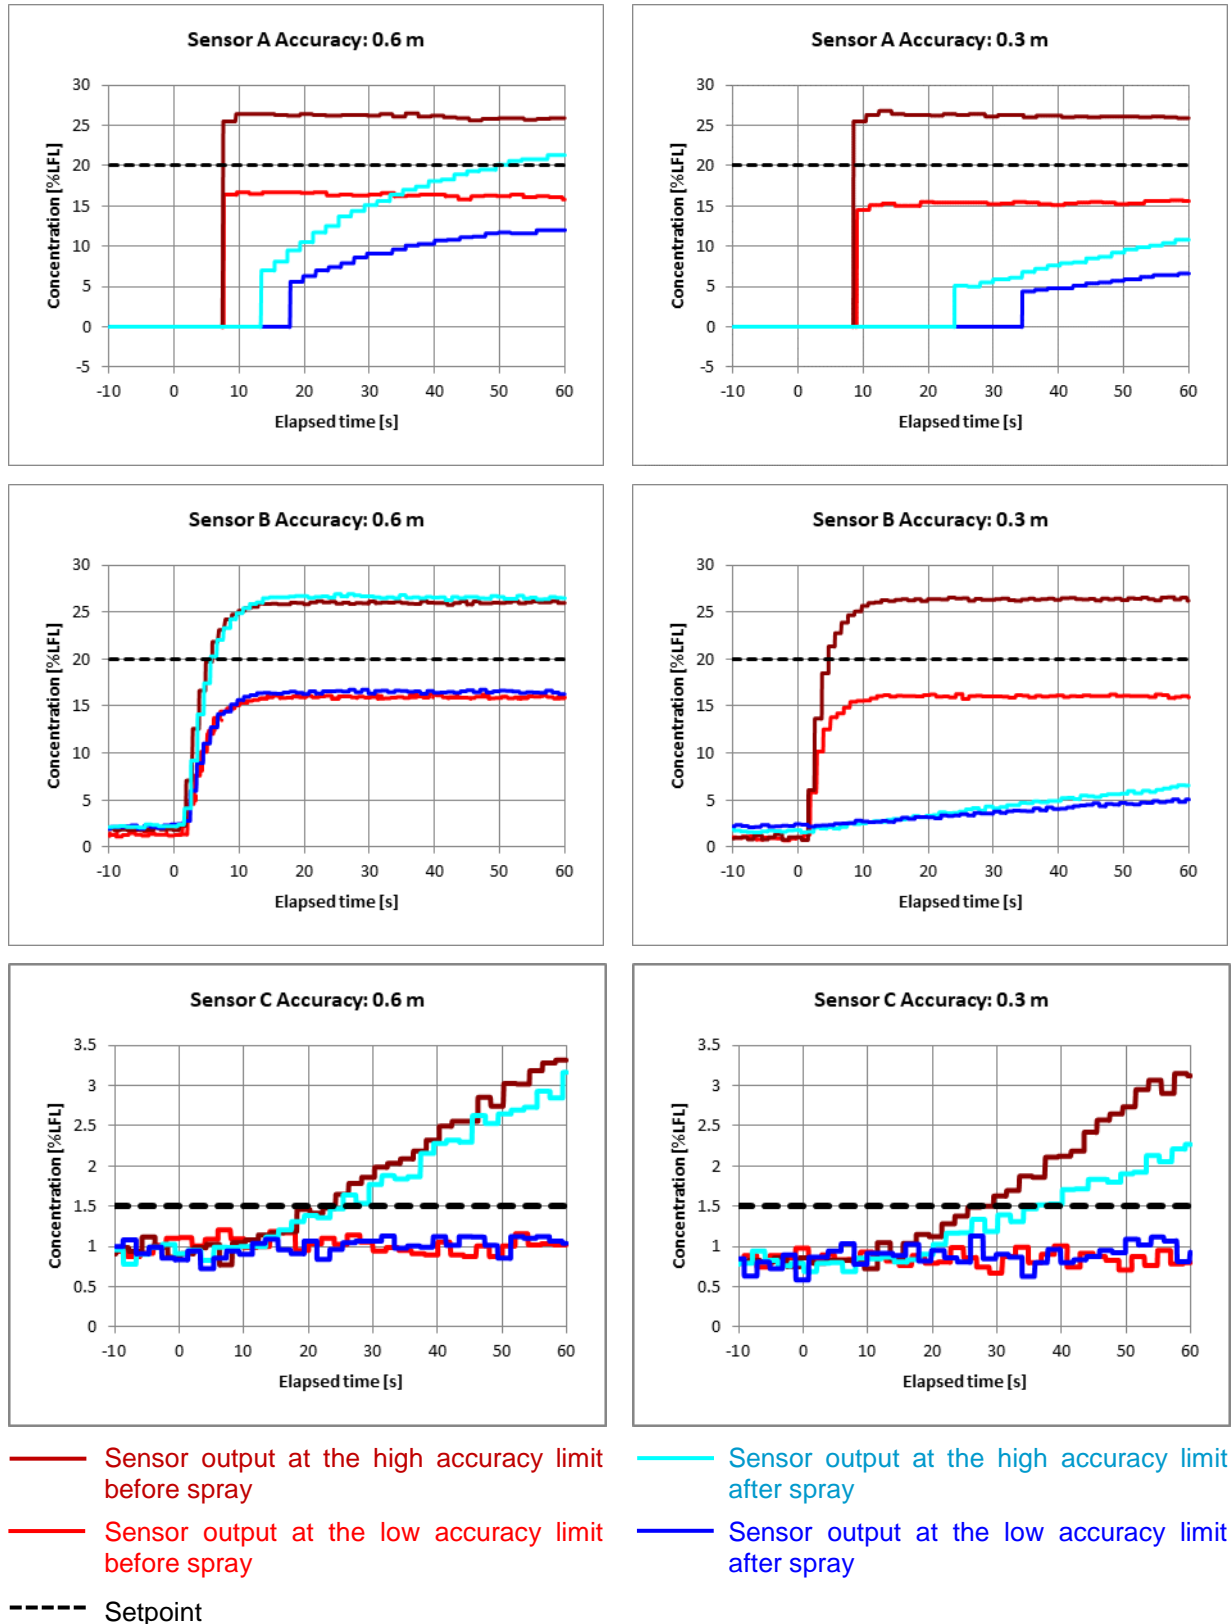 Sensor A Accuracy: 0.6 m
Concentration [%LFL]
30
25
20
15
10
5
0
-5
-10 0 10 20 30 40 50 60
Elapsed time [s]
Sensor A Accuracy: 0.3 m
Concentration [%LFL]
30
25
20
15
10
5
0
-5
-10 0 10 20 30 40 50 60
Elapsed time [s]
Sensor B Accuracy: 0.6 m
Concentration [%LFL]
30
25
20
15
10
5
0
-10 0 10 20 30 40 50 60
Elapsed time [s]
Sensor B Accuracy: 0.3 m
Concentration [%LFL]
30
25
20
15
10
5
0
-10 0 10 20 30 40 50 60
Elapsed time [s]
Sensor C Accuracy: 0.6 m
Concentration [%LFL]
3.5
3
2.5
2
1.5
1
0.5
0
-10 0 10 20 30 40 50 60
Elapsed time [s]
Sensor C Accuracy: 0.3 m
Concentration [%LFL]
3.5
3
2.5
2
1.5
1
0.5
0
-10 0 10 20 30 40 50 60
Elapsed time [s]
Sensor output at the high accuracy limit
before spray
Sensor output at the high accuracy limit
after spray
Sensor output at the low accuracy limit
before spray
Sensor output at the low accuracy limit
after spray
Setpoint